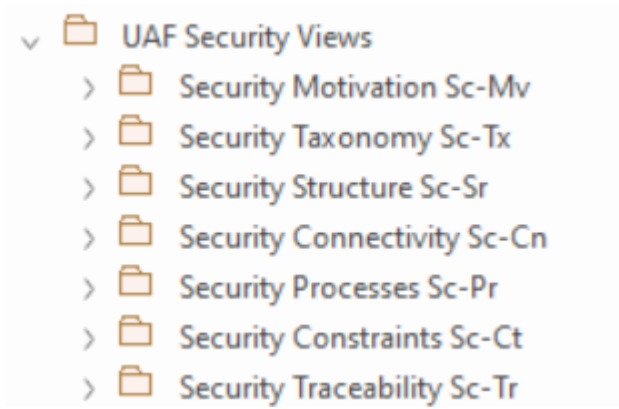 UAF Security Views
Security Motivation Sc-Mv
Security Taxonomy Sc-Tx
Security Structure Sc-Sr
Security Connectivity Sc-Cn
Security Processes Sc-Pr
Security Constraints Sc-Ct
Security Traceability Sc-Tr